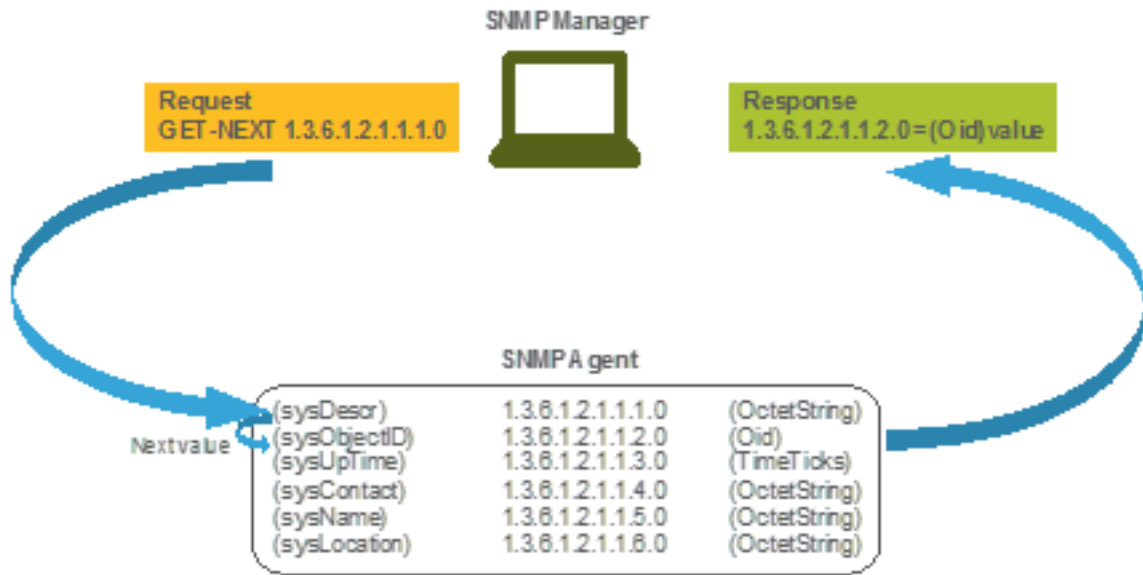 SNMP Manager
Request
GET-NEXT 1.3.6.1.2.1.1.1.0
Response
1.3.6.1.2.1.1.2.0=(Oid)value
SNMP Agent
(sysDescr) 1.3.6.1.2.1.1.1.0 (OctetString)
Next value
(sysObjectID) 1.3.6.1.2.1.1.2.0 (Oid)
(sysUpTime) 1.3.6.1.2.1.1.3.0 (TimeTicks)
(sysContact) 1.3.6.1.2.1.1.4.0 (OctetString)
(sysName) 1.3.6.1.2.1.1.5.0 (OctetString)
(sysLocation) 1.3.6.1.2.1.1.6.0 (OctetString)